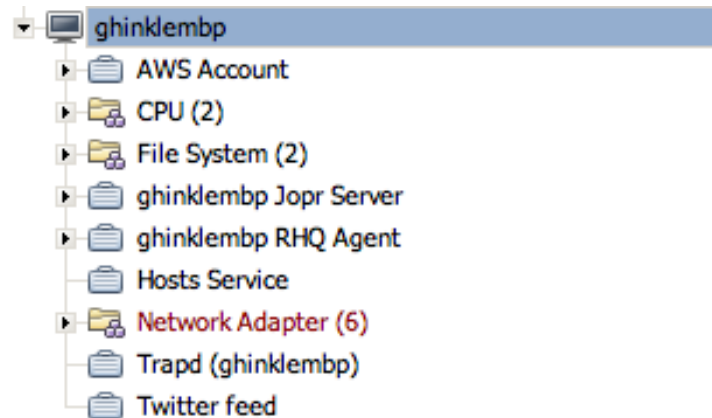 ghinklembp
AWS Account
CPU (2)
File System (2)
ghinklembp Jopr Server
ghinklembp RHQ Agent
Hosts Service
Network Adapter (6)
Trapd (ghinklembp)
Twitter feed